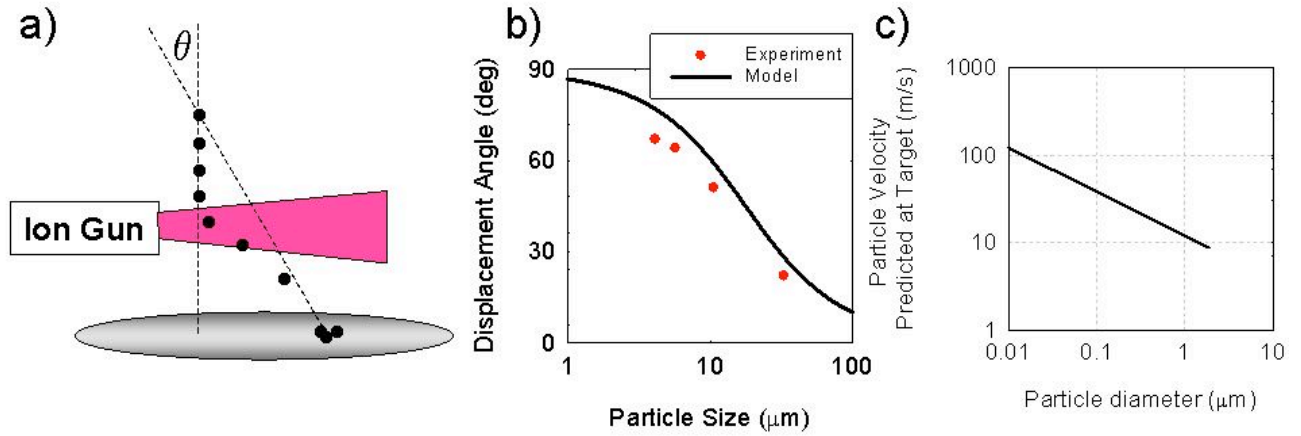 a)
θ
Ion Gun
b)
Experiment
Model
Displacement Angle (deg)
90
60
30
0
1
10
100
Particle Size (μm)
c)
Particle Velocity
Predicted at Target (m/s)
1000
100
10
1
0.01
0.1
1
10
Particle diameter (μm)